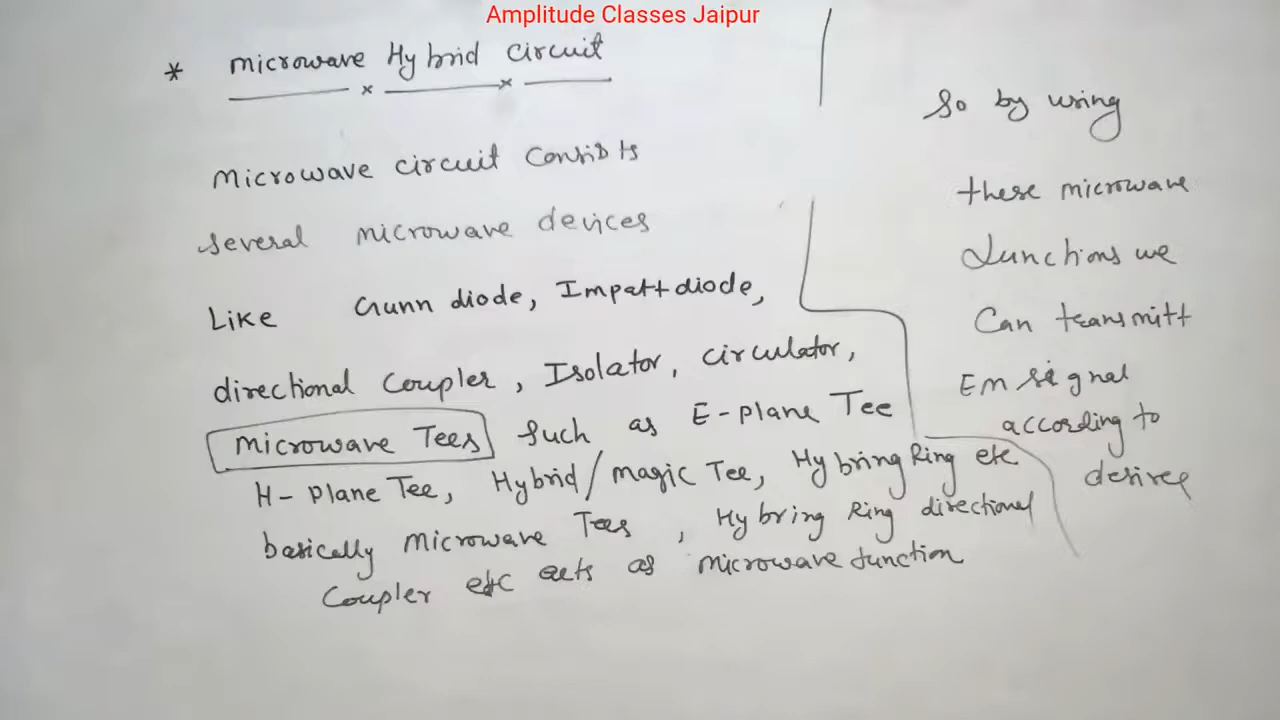 Amplitude Classes Jaipur
* Microwave Hybrid Circuit
Microwave circuit Consists
several microwave devices
Like Gunn diode, Impatt diode,
directional Coupler, Isolator, circulator,
Microwave Tees such as E-plane Tee
H-plane Tee, Hybrid/magic Tee, Hybring Ring etc
basically microwave Tees, Hybring Ring directional
Coupler etc acts as microwave Junction
So by using
these microwave
Junctions we
Can transmitt
Em signal
according to
desire